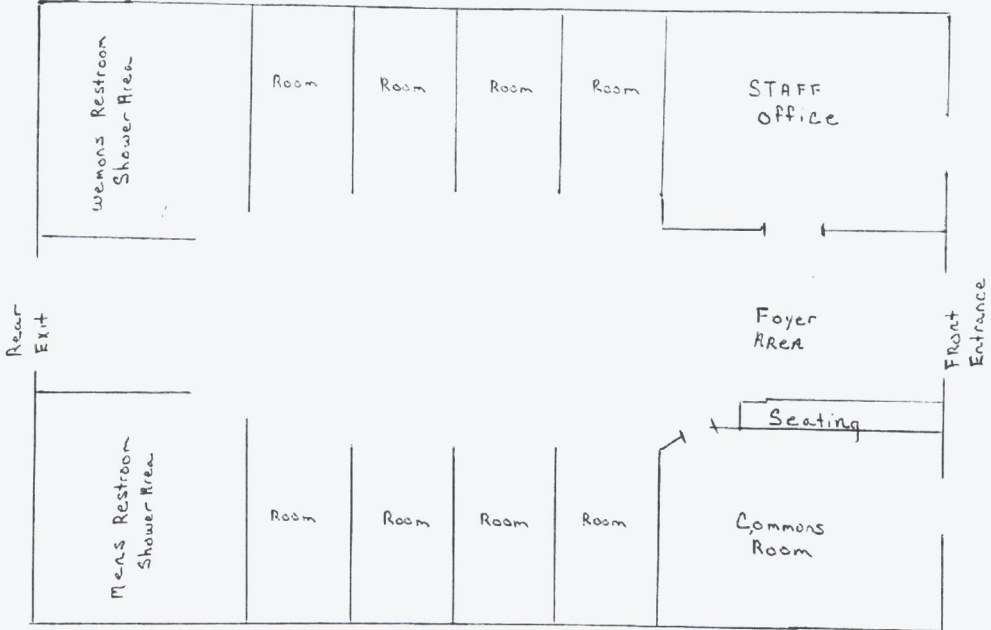 Wemons Restroom
Shower Area
Room
Room
Room
Room
STAFF
Office
Rear
Exit
Foyer
AREA
FRont
Entrance
Seating
Mens Restroom
Shower Area
Room
Room
Room
Room
Commons
Room